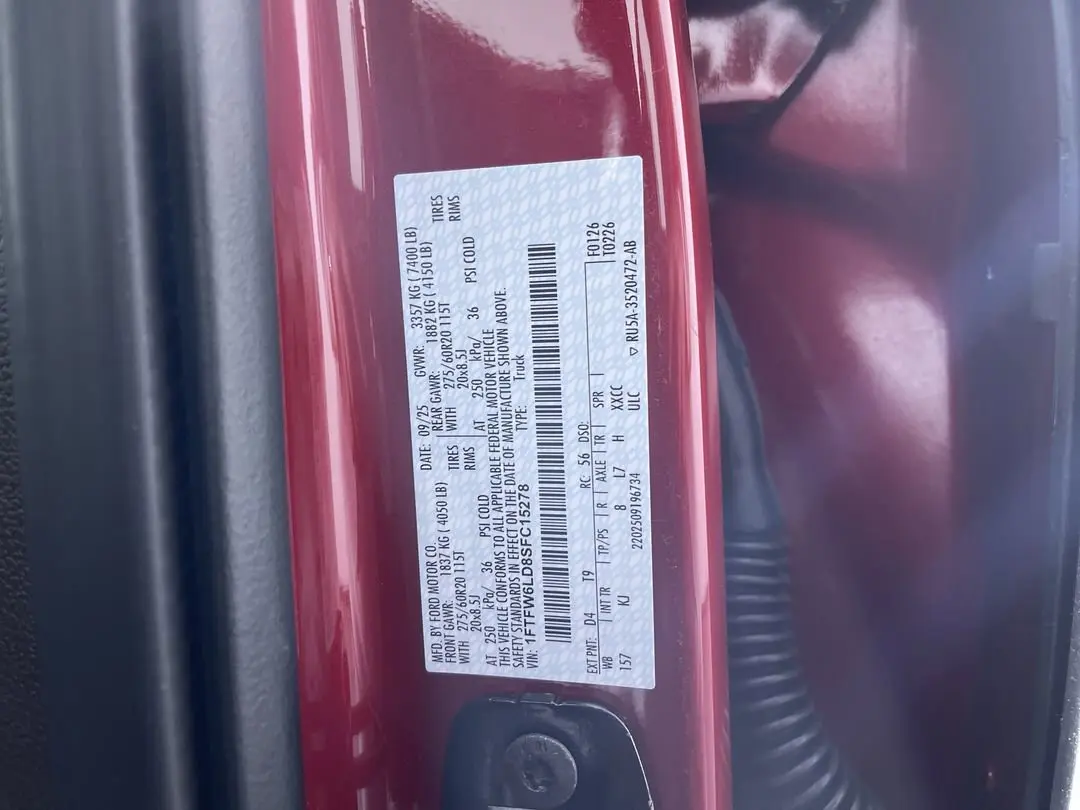 MFD. BY FORD MOTOR CO. DATE: 09/25 GVWR: 3357 KG ( 7400 LB)
FRONT GAWR: 1837 KG ( 4050 LB) REAR GAWR: 1882 KG ( 4150 LB)
WITH 275/60R20 115T TIRES WITH 275/60R20 115T TIRES
20x8.5J RIMS 20x8.5J RIMS
AT 250 kPa/ 36 PSI COLD AT 250 kPa/ 36 PSI COLD
THIS VEHICLE CONFORMS TO ALL APPLICABLE FEDERAL MOTOR VEHICLE
SAFETY STANDARDS IN EFFECT ON THE DATE OF MANUFACTURE SHOWN ABOVE.
VIN: 1FTFW6LD8SFC15278 TYPE: Truck
F0126
T0226
EXT PNT: D4 T9 RC: 56 DSO:
WB INT TR TP/PS R AXLE TR SPR
157 KJ 8 L7 H XXCC
2202509196734 ULC ▽ RU5A-3520472-AB